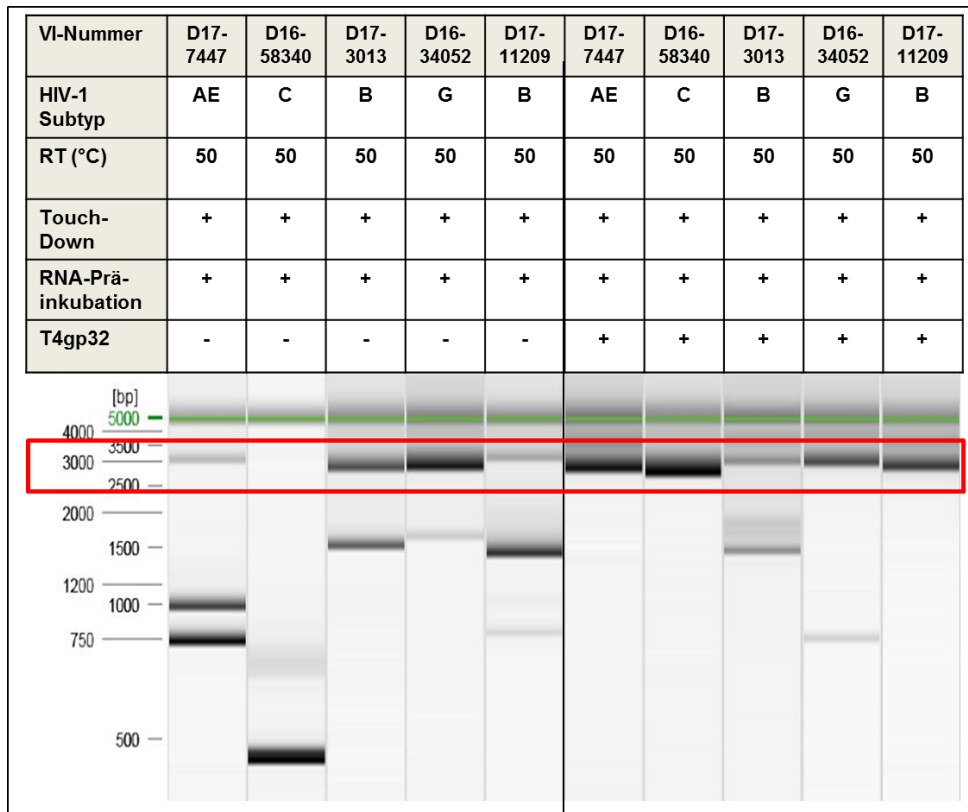 VI-Nummer D17- D16- D17- D16- D17- D17- D16- D17- D16- D17-
7447 58340 3013 34052 11209 7447 58340 3013 34052 11209
HIV-1 AE C B G B AE C B G B
Subtyp
RT (°C) 50 50 50 50 50 50 50 50 50 50
Touch- + + + + + + + + + +
Down
RNA-Prä- + + + + + + + + + +
inkubation
T4gp32 - - - - - + + + + +
[bp]
5000
4000
3500
3000
2500
2000
1500
1200
1000
750
500